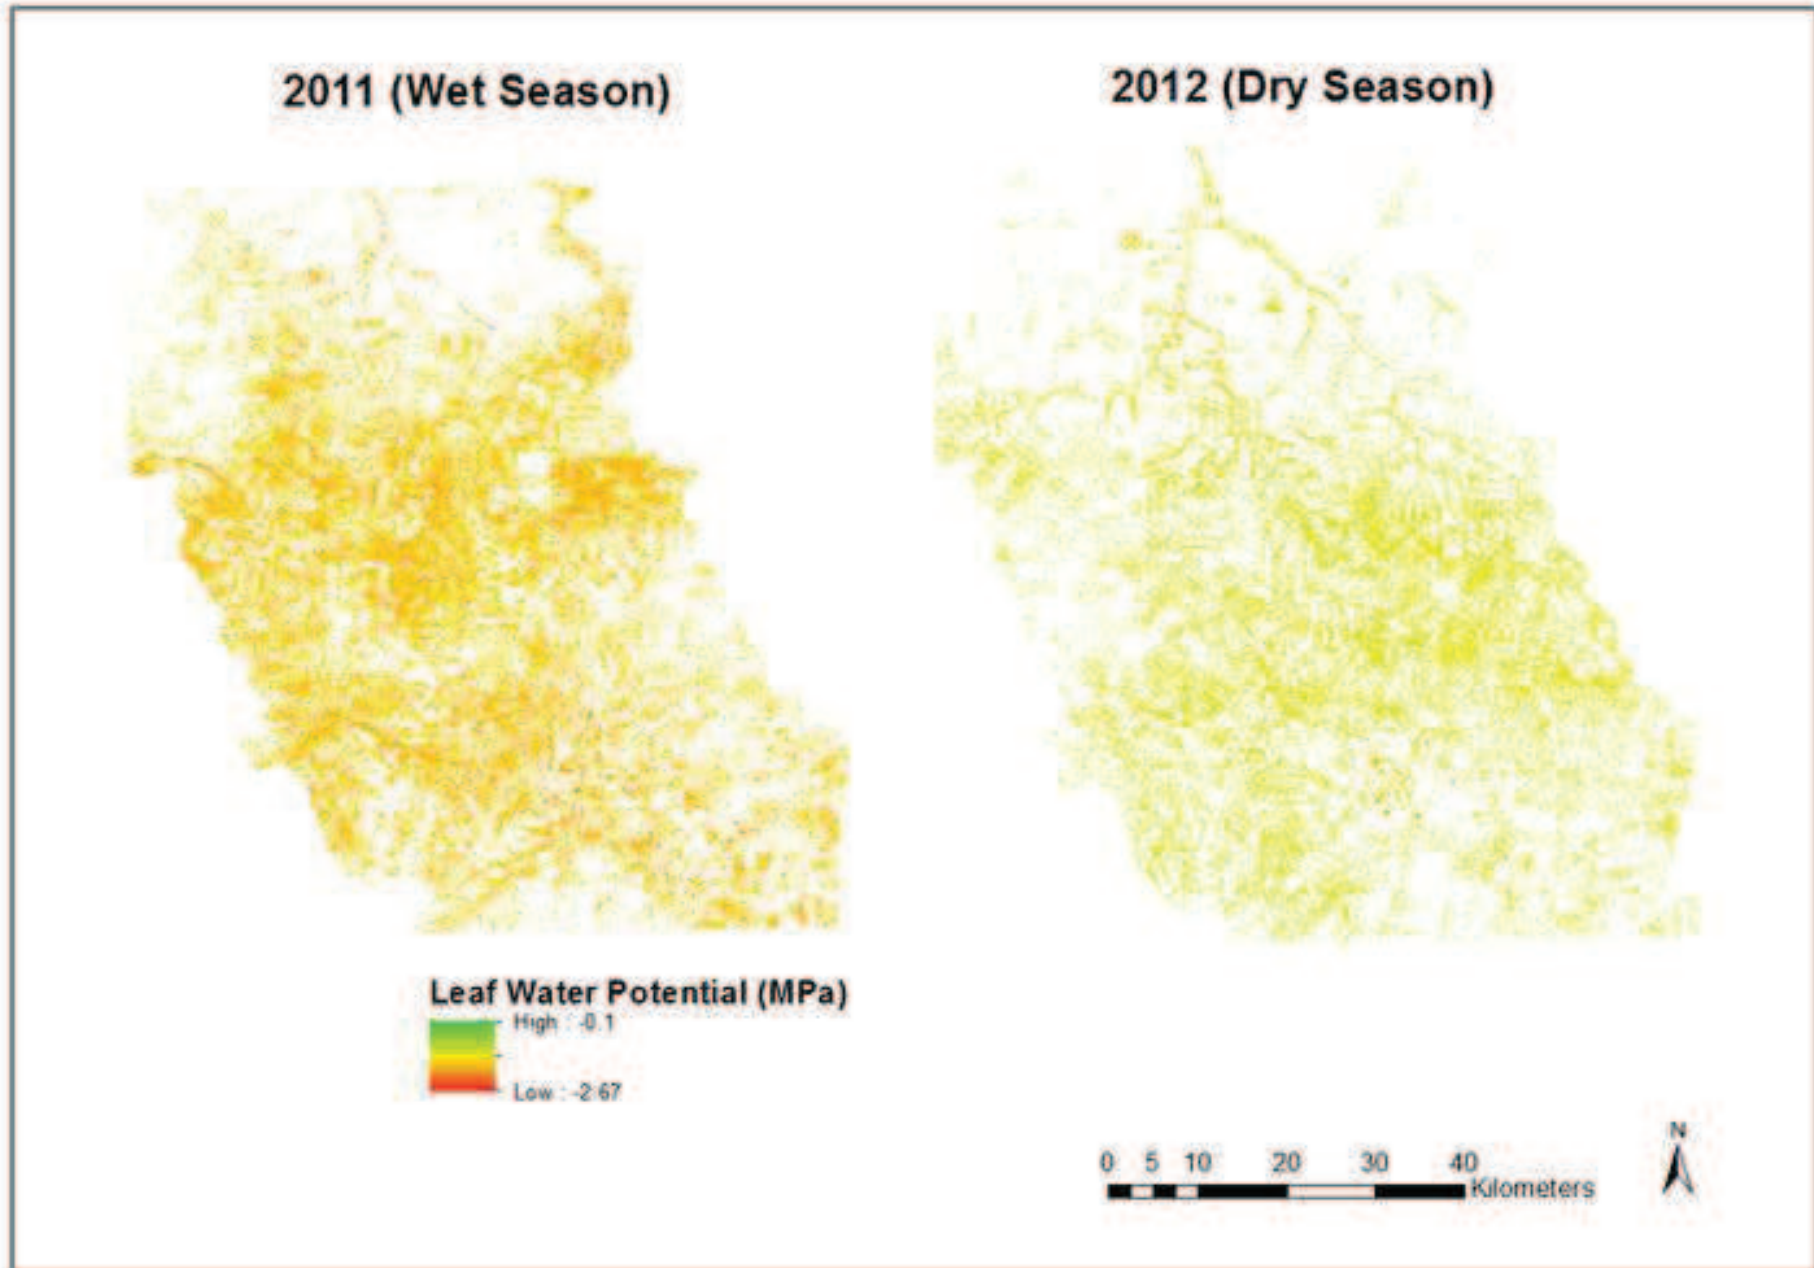 2011 (Wet Season)
2012 (Dry Season)
Leaf Water Potential (MPa)
High : -0.1
Low : -2.67
0 5 10 20 30 40
Kilometers
N